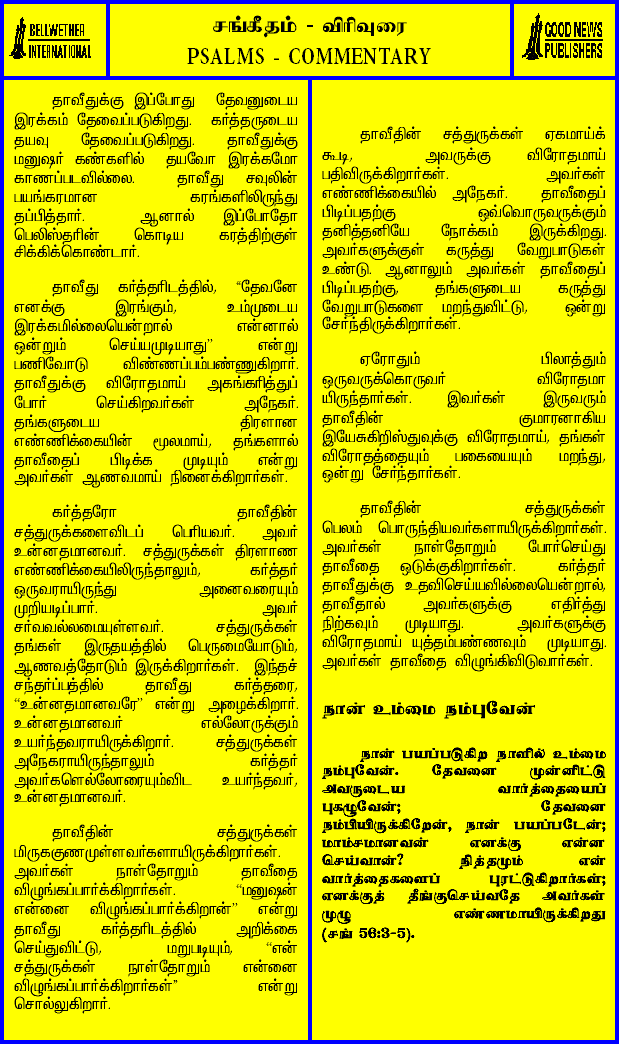 BELLWETHER
INTERNATIONAL
சங்கீதம் - விரிவுரை
PSALMS - COMMENTARY
GOOD NEWS
PUBLISHERS
தாவீதுக்கு இப்போது தேவனுடைய
இரக்கம் தேவைப்படுகிறது. கர்த்தருடைய
தயவு தேவைப்படுகிறது. தாவீதுக்கு
மனுஷர் கண்களில் தயவோ இரக்கமோ
காணப்படவில்லை. தாவீது சவுலின்
பயங்கரமான கரங்களிலிருந்து
தப்பித்தார். ஆனால் இப்போதோ
பெலிஸ்தரின் கொடிய கரத்திற்குள்
சிக்கிக்கொண்டார்.
தாவீது கர்த்தரிடத்தில், “தேவனே
எனக்கு இரங்கும், உம்முடைய
இரக்கமில்லையென்றால் என்னால்
ஒன்றும் செய்யமுடியாது” என்று
பணிவோடு விண்ணப்பம்பண்ணுகிறார்.
தாவீதுக்கு விரோதமாய் அகங்கரித்துப்
போர் செய்கிறவர்கள் அநேகர்.
தங்களுடைய திரளான
எண்ணிக்கையின் மூலமாய், தங்களால்
தாவீதைப் பிடிக்க முடியும் என்று
அவர்கள் ஆணவமாய் நினைக்கிறார்கள்.
கர்த்தரோ தாவீதின்
சத்துருக்களைவிடப் பெரியவர். அவர்
உன்னதமானவர். சத்துருக்கள் திரளாண
எண்ணிக்கையிலிருந்தாலும், கர்த்தர்
ஒருவராயிருந்து அனைவரையும்
முறியடிப்பார். அவர்
சர்வவல்லமையுள்ளவர். சத்துருக்கள்
தங்கள் இருதயத்தில் பெருமையோடும்,
ஆணவத்தோடும் இருக்கிறார்கள். இந்தச்
சந்தர்ப்பத்தில் தாவீது கர்த்தரை,
“உன்னதமானவரே” என்று அழைக்கிறார்.
உன்னதமானவர் எல்லோருக்கும்
உயர்ந்தவராயிருக்கிறார். சத்துருக்கள்
அநேகராயிருந்தாலும் கர்த்தர்
அவர்களெல்லோரையும்விட உயர்ந்தவர்,
உன்னதமானவர்.
தாவீதின் சத்துருக்கள்
மிருககுணமுள்ளவர்களாயிருக்கிறார்கள்.
அவர்கள் நாள்தோறும் தாவீதை
விழுங்கப்பார்க்கிறார்கள். “மனுஷன்
என்னை விழுங்கப்பார்க்கிறான்” என்று
தாவீது கர்த்தரிடத்தில் அறிக்கை
செய்துவிட்டு, மறுபடியும், “என்
சத்துருக்கள் நாள்தோறும் என்னை
விழுங்கப்பார்க்கிறார்கள்” என்று
சொல்லுகிறார்.
தாவீதின் சத்துருக்கள் ஏகமாய்க்
கூடி, அவருக்கு விரோதமாய்
பதிவிருக்கிறார்கள். அவர்கள்
எண்ணிக்கையில் அநேகர். தாவீதைப்
பிடிப்பதற்கு ஒவ்வொருவருக்கும்
தனித்தனியே நோக்கம் இருக்கிறது.
அவர்களுக்குள் கருத்து வேறுபாடுகள்
உண்டு. ஆனாலும் அவர்கள் தாவீதைப்
பிடிப்பதற்கு, தங்களுடைய கருத்து
வேறுபாடுகளை மறந்துவிட்டு, ஒன்று
சேர்ந்திருக்கிறார்கள்.
ஏரோதும் பிலாத்தும்
ஒருவருக்கொருவர் விரோதமா
யிருந்தார்கள். இவர்கள் இருவரும்
தாவீதின் குமாரனாகிய
இயேசுகிறிஸ்துவுக்கு விரோதமாய், தங்கள்
விரோதத்தையும் பகையையும் மறந்து,
ஒன்று சேர்ந்தார்கள்.
தாவீதின் சத்துருக்கள்
பெலம் பொருந்தியவர்களாயிருக்கிறார்கள்.
அவர்கள் நாள்தோறும் போர்செய்து
தாவீதை ஒடுக்குகிறார்கள். கர்த்தர்
தாவீதுக்கு உதவிசெய்யவில்லையென்றால்,
தாவீதால் அவர்களுக்கு எதிர்த்து
நிற்கவும் முடியாது. அவர்களுக்கு
விரோதமாய் யுத்தம்பண்ணவும் முடியாது.
அவர்கள் தாவீதை விழுங்கிவிடுவார்கள்.
நான் உம்மை நம்புவேன்
நான் பயப்படுகிற நாளில் உம்மை
நம்புவேன். தேவனை முன்னிட்டு
அவருடைய வார்த்தையைப்
புகழுவேன்; தேவனை
நம்பியிருக்கிறேன், நான் பயப்படேன்;
மாம்சமானவன் எனக்கு என்ன
செய்வான்? நித்தமும் என்
வார்த்தைகளைப் புரட்டுகிறார்கள்;
எனக்குத் தீங்குசெய்வதே அவர்கள்
முழு எண்ணமாயிருக்கிறது
(சங் 56:3-5).